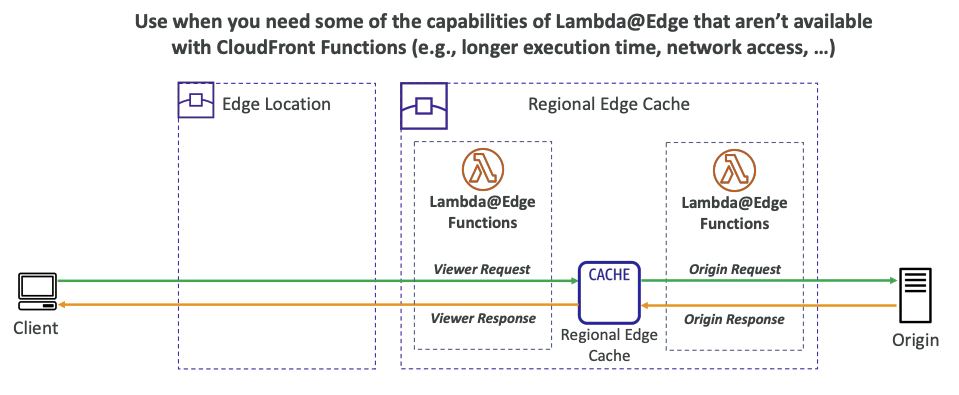 Use when you need some of the capabilities of Lambda@Edge that aren’t available
with CloudFront Functions (e.g., longer execution time, network access, …)
Edge Location
Regional Edge Cache
Lambda@Edge
Functions
Lambda@Edge
Functions
Viewer Request
CACHE
Origin Request
Viewer Response
Origin Response
Client
Regional Edge
Cache
Origin